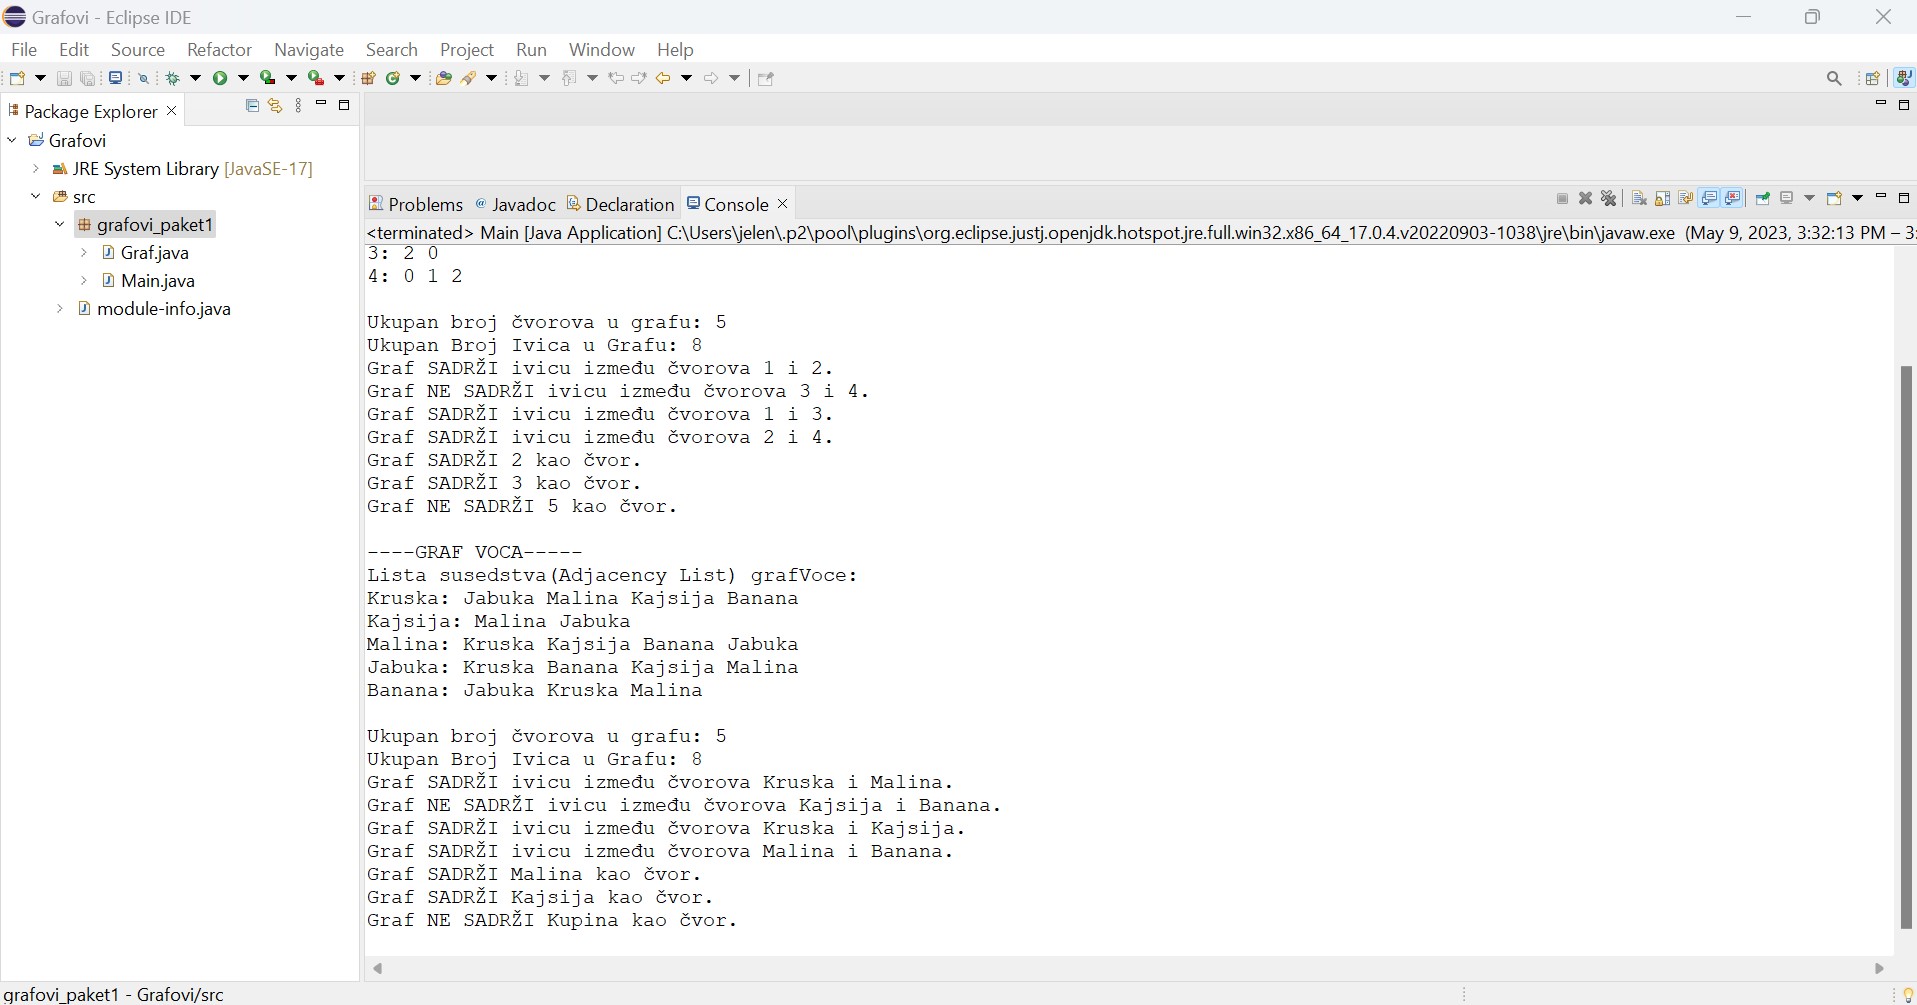 Grafovi - Eclipse IDE
File Edit Source Refactor Navigate Search Project Run Window Help
Package Explorer
Grafovi
JRE System Library [JavaSE-17]
src
grafovi_paket1
Graf.java
Main.java
module-info.java
Problems @ Javadoc Declaration Console
<terminated> Main [Java Application] C:\Users\jelen\.p2\pool\plugins\org.eclipse.justj.openjdk.hotspot.jre.full.win32.x86_64_17.0.4.v20220903-1038\jre\bin\javaw.exe (May 9, 2023, 3:32:13 PM – 3:
3: 2 0
4: 0 1 2
Ukupan broj čvorova u grafu: 5
Ukupan Broj Ivica u Grafu: 8
Graf SADRŽI ivicu između čvorova 1 i 2.
Graf NE SADRŽI ivicu između čvorova 3 i 4.
Graf SADRŽI ivicu između čvorova 1 i 3.
Graf SADRŽI ivicu između čvorova 2 i 4.
Graf SADRŽI 2 kao čvor.
Graf SADRŽI 3 kao čvor.
Graf NE SADRŽI 5 kao čvor.
----GRAF VOCA-----
Lista susedstva(Adjacency List) grafVoce:
Kruska: Jabuka Malina Kajsija Banana
Kajsija: Malina Jabuka
Malina: Kruska Kajsija Banana Jabuka
Jabuka: Kruska Banana Kajsija Malina
Banana: Jabuka Kruska Malina
Ukupan broj čvorova u grafu: 5
Ukupan Broj Ivica u Grafu: 8
Graf SADRŽI ivicu između čvorova Kruska i Malina.
Graf NE SADRŽI ivicu između čvorova Kajsija i Banana.
Graf SADRŽI ivicu između čvorova Kruska i Kajsija.
Graf SADRŽI ivicu između čvorova Malina i Banana.
Graf SADRŽI Malina kao čvor.
Graf SADRŽI Kajsija kao čvor.
Graf NE SADRŽI Kupina kao čvor.
grafovi_paket1 - Grafovi/src